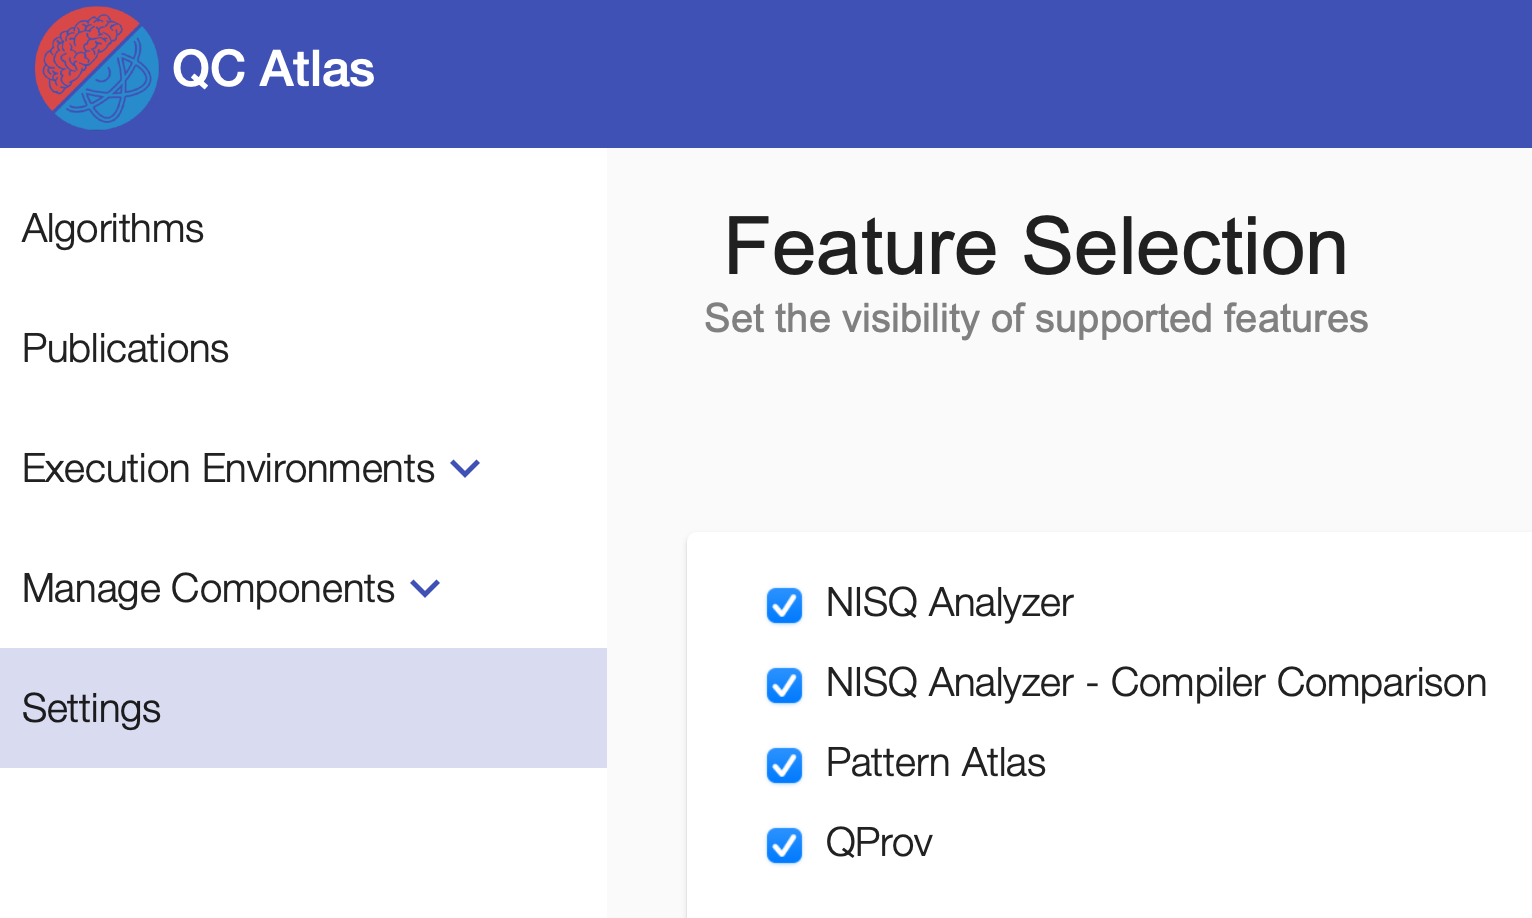 QC Atlas
Algorithms
Publications
Execution Environments
Manage Components
Settings
Feature Selection
Set the visibility of supported features
NISQ Analyzer
NISQ Analyzer - Compiler Comparison
Pattern Atlas
QProv